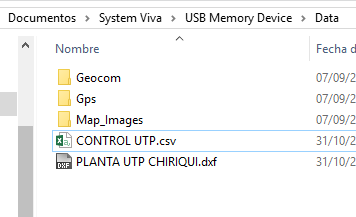 Documentos > System Viva > USB Memory Device > Data
Nombre Fecha d
Geocom 07/09/2
Gps 07/09/2
Map_Images 07/09/2
CONTROL UTP.csv 31/10/2
DXF PLANTA UTP CHIRIQUI.dxf 31/10/2